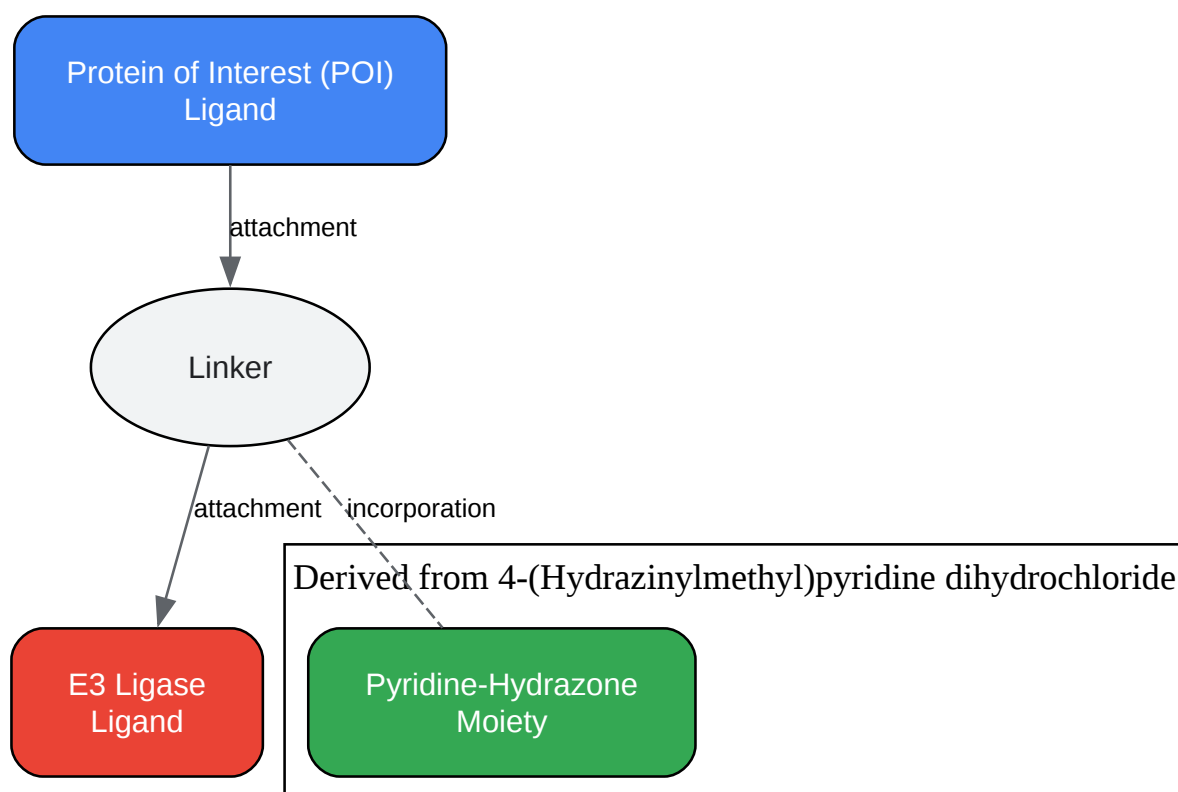 Protein of Interest (POI)
Ligand
attachment
Linker
attachment
incorporation
Derived from 4-(Hydrazinylmethyl)pyridine dihydrochloride
E3 Ligase
Ligand
Pyridine-Hydrazone
Moiety